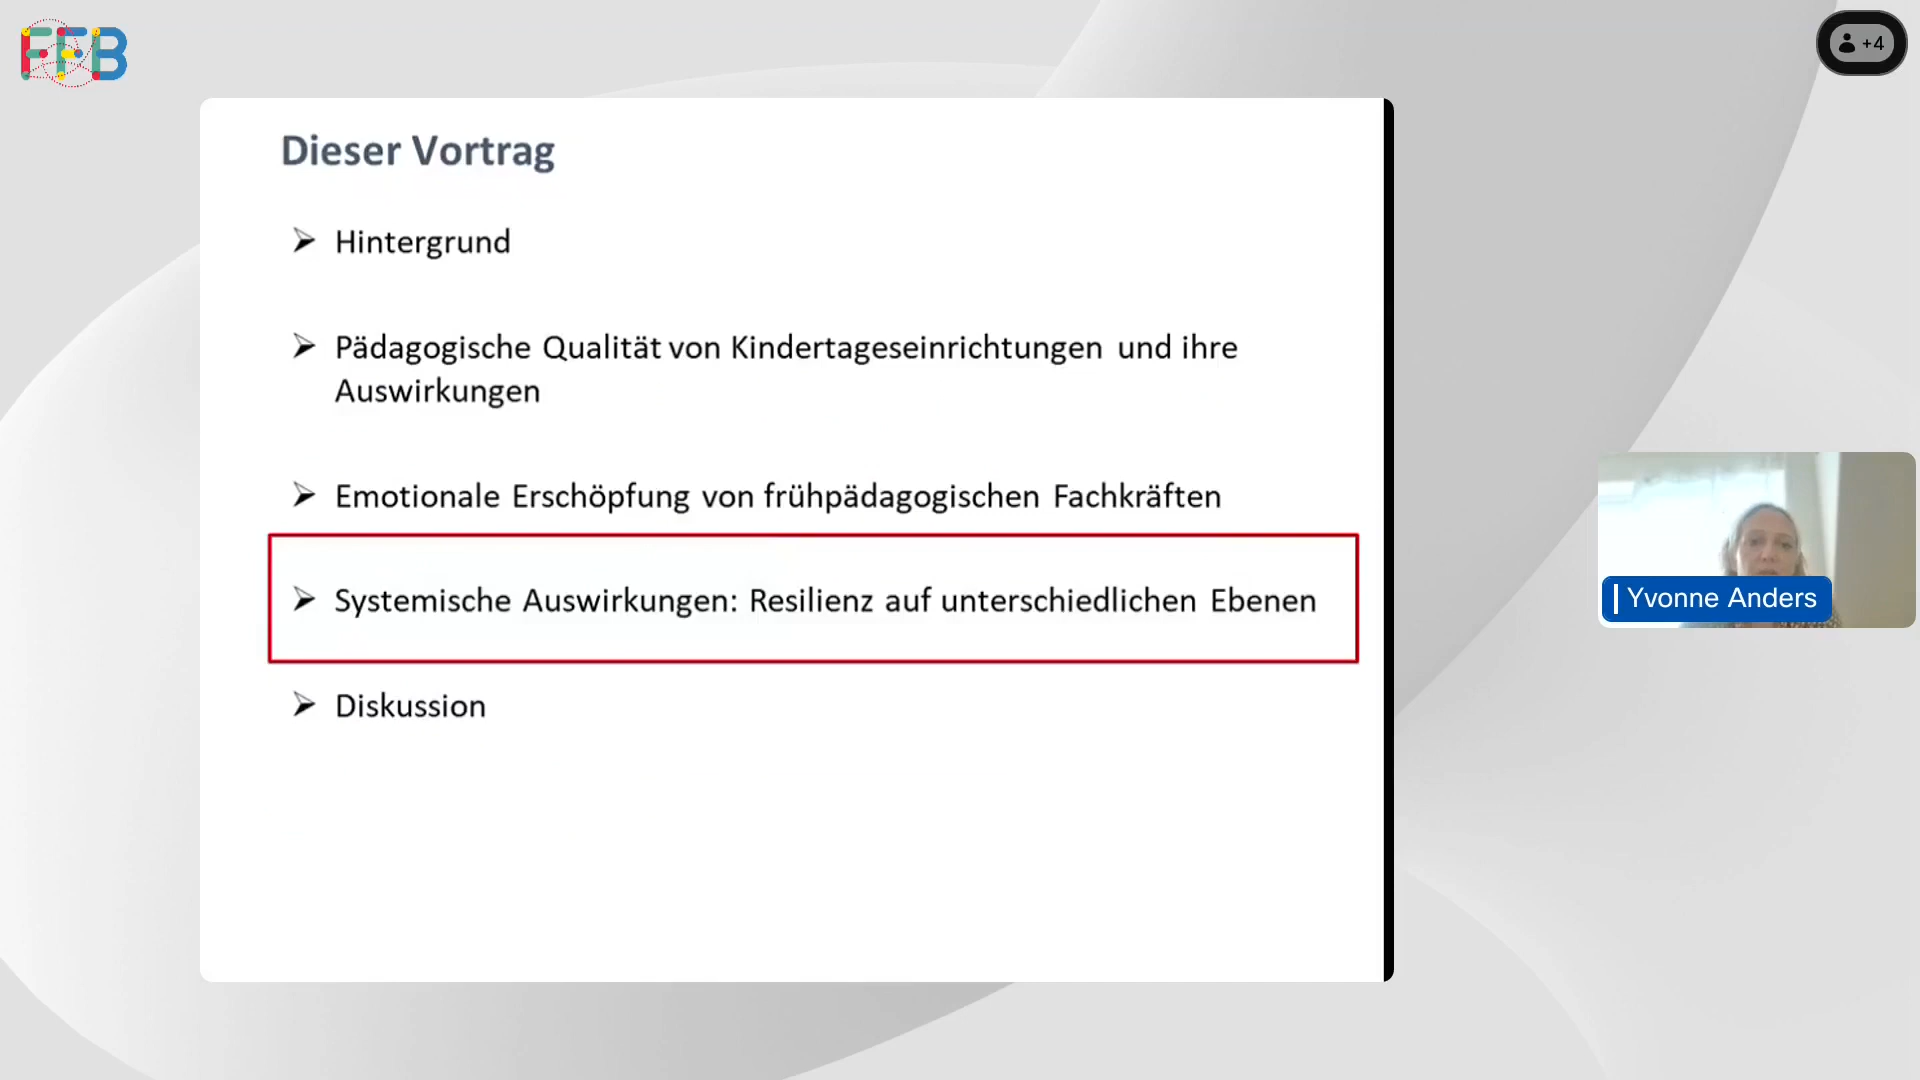 FFB
+4
Dieser Vortrag
Hintergrund
Pädagogische Qualität von Kindertageseinrichtungen und ihre
Auswirkungen
Emotionale Erschöpfung von frühpädagogischen Fachkräften
Systemische Auswirkungen: Resilienz auf unterschiedlichen Ebenen
Diskussion
Yvonne Anders